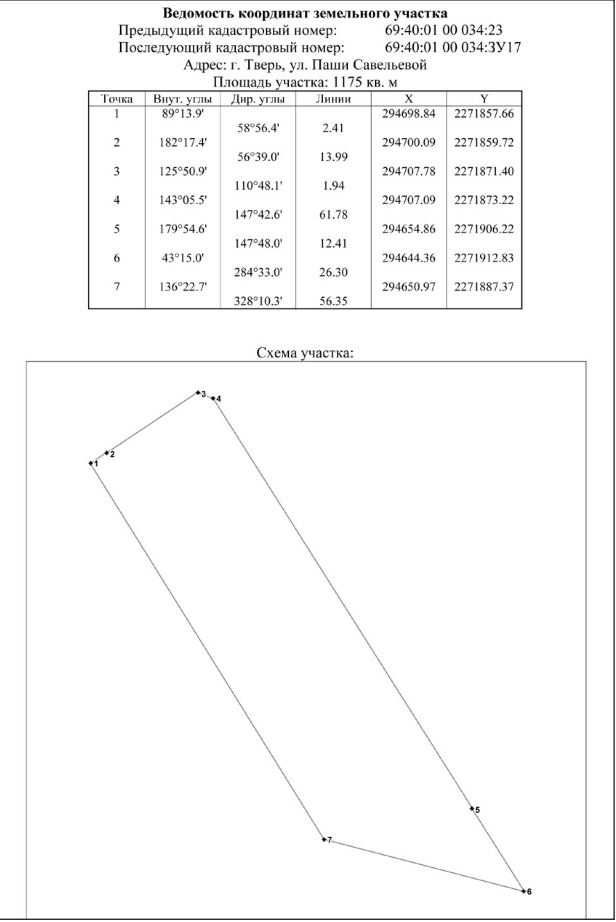 Ведомость координат земельного участка
Предыдущий кадастровый номер: 69:40:01 00 034:23
Последующий кадастровый номер: 69:40:01 00 034:ЗУ17
Адрес: г. Тверь, ул. Паши Савельевой
Площадь участка: 1175 кв. м
Точка Внут. углы Дир. углы Линии X Y
1 89°13.9' 294698.84 2271857.66
58°56.4' 2.41
2 182°17.4' 294700.09 2271859.72
56°39.0' 13.99
3 125°50.9' 294707.78 2271871.40
110°48.1' 1.94
4 143°05.5' 294707.09 2271873.22
147°42.6' 61.78
5 179°54.6' 294654.86 2271906.22
147°48.0' 12.41
6 43°15.0' 294644.36 2271912.83
284°33.0' 26.30
7 136°22.7' 294650.97 2271887.37
328°10.3' 56.35
Схема участка:
3
4
2
1
5
7
6